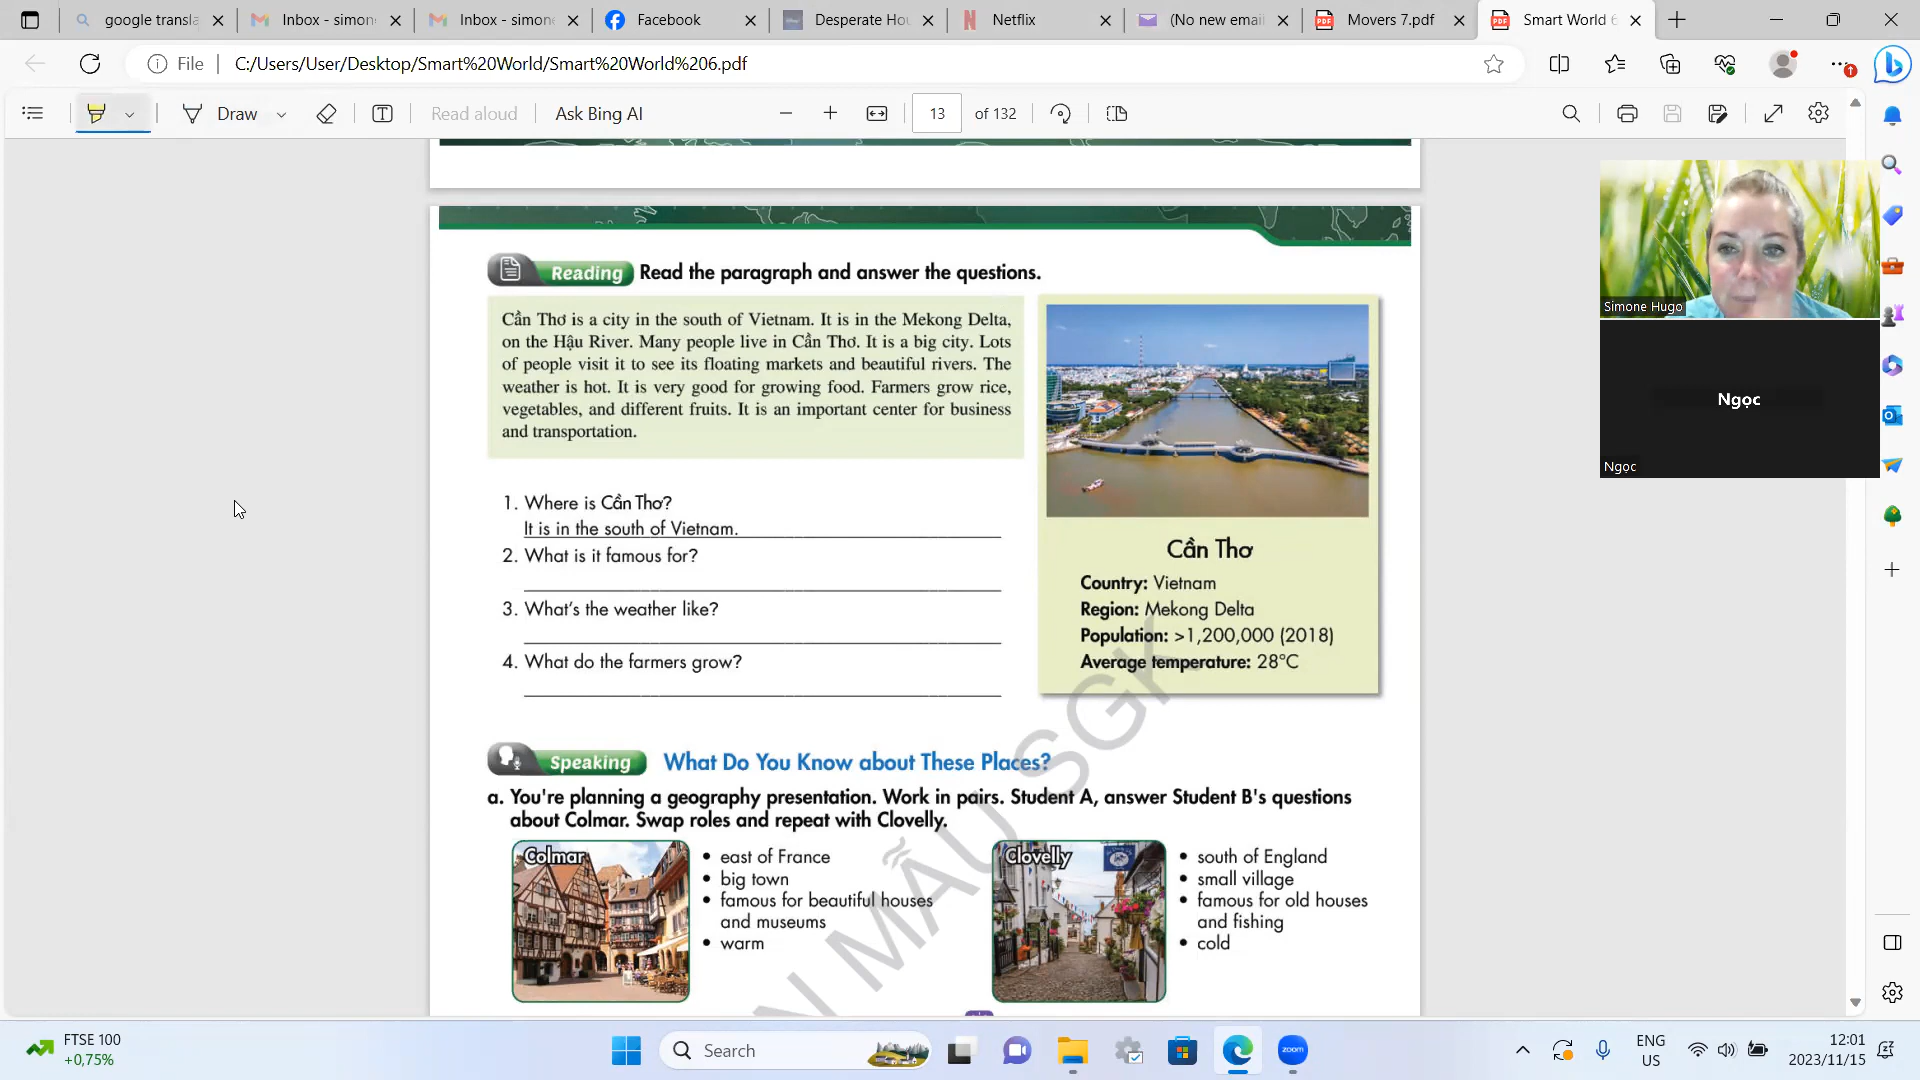 google transla
Inbox - simon
Inbox - simon
Facebook
Desperate Hou
Netflix
(No new emai
Movers 7.pdf
Smart World 6
File
C:/Users/User/Desktop/Smart%20World/Smart%20World%206.pdf
Draw
Read aloud
Ask Bing AI
13
of 132
Reading
Read the paragraph and answer the questions.
Cần Thơ is a city in the south of Vietnam. It is in the Mekong Delta,
on the Hậu River. Many people live in Cần Thơ. It is a big city. Lots
of people visit it to see its floating markets and beautiful rivers. The
weather is hot. It is very good for growing food. Farmers grow rice,
vegetables, and different fruits. It is an important center for business
and transportation.
1. Where is Cần Thơ?
It is in the south of Vietnam.
2. What is it famous for?
3. What's the weather like?
4. What do the farmers grow?
Cần Thơ
Country: Vietnam
Region: Mekong Delta
Population: >1,200,000 (2018)
Average temperature: 28°C
Speaking
What Do You Know about These Places?
a. You're planning a geography presentation. Work in pairs. Student A, answer Student B's questions
about Colmar. Swap roles and repeat with Clovelly.
Colmar
• east of France
• big town
• famous for beautiful houses
and museums
• warm
Clovelly
• south of England
• small village
• famous for old houses
and fishing
• cold
N MẪU SGK
Simone Hugo
Ngọc
Ngọc
FTSE 100
+0,75%
Search
zoom
ENG
US
12:01
2023/11/15